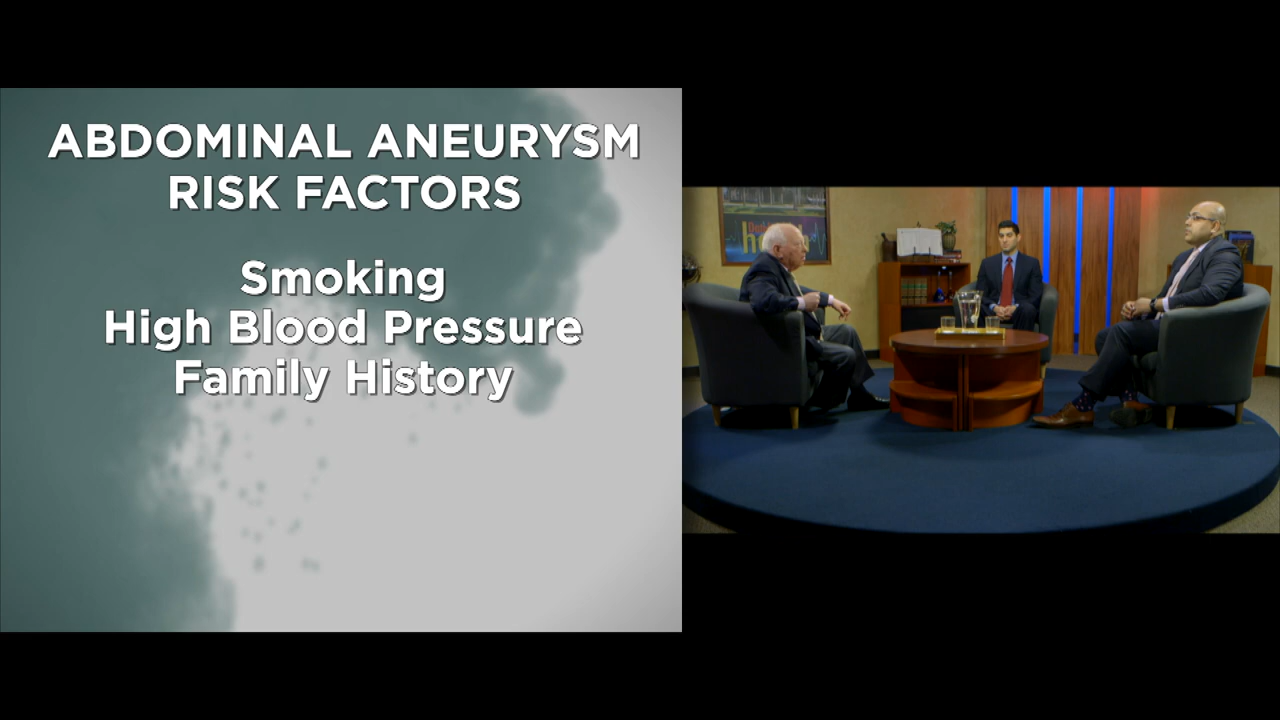 ABDOMINAL ANEURYSM
RISK FACTORS
Smoking
High Blood Pressure
Family History